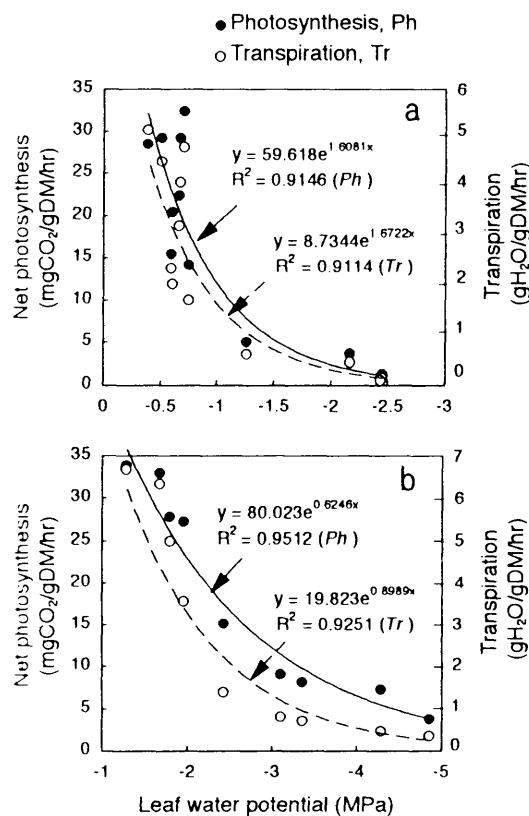 ● Photosynthesis, Ph
○ Transpiration, Tr
a
Net photosynthesis
(mgCO₂/gDM/hr)
35
30
25
20
15
10
5
0
y = 59.618e^1.6081x
R² = 0.9146 (Ph)
y = 8.7344e^1.6722x
R² = 0.9114 (Tr)
6
5
4
3
2
1
0
Transpiration
(gH₂O/gDM/hr)
0 -0.5 -1 -1.5 -2 -2.5 -3
b
Net photosynthesis
(mgCO₂/gDM/hr)
35
30
25
20
15
10
5
0
y = 80.023e^0.6246x
R² = 0.9512 (Ph)
y = 19.823e^0.8989x
R² = 0.9251 (Tr)
7
6
5
4
3
2
1
0
Transpiration
(gH₂O/gDM/hr)
-1 -2 -3 -4 -5
Leaf water potential (MPa)